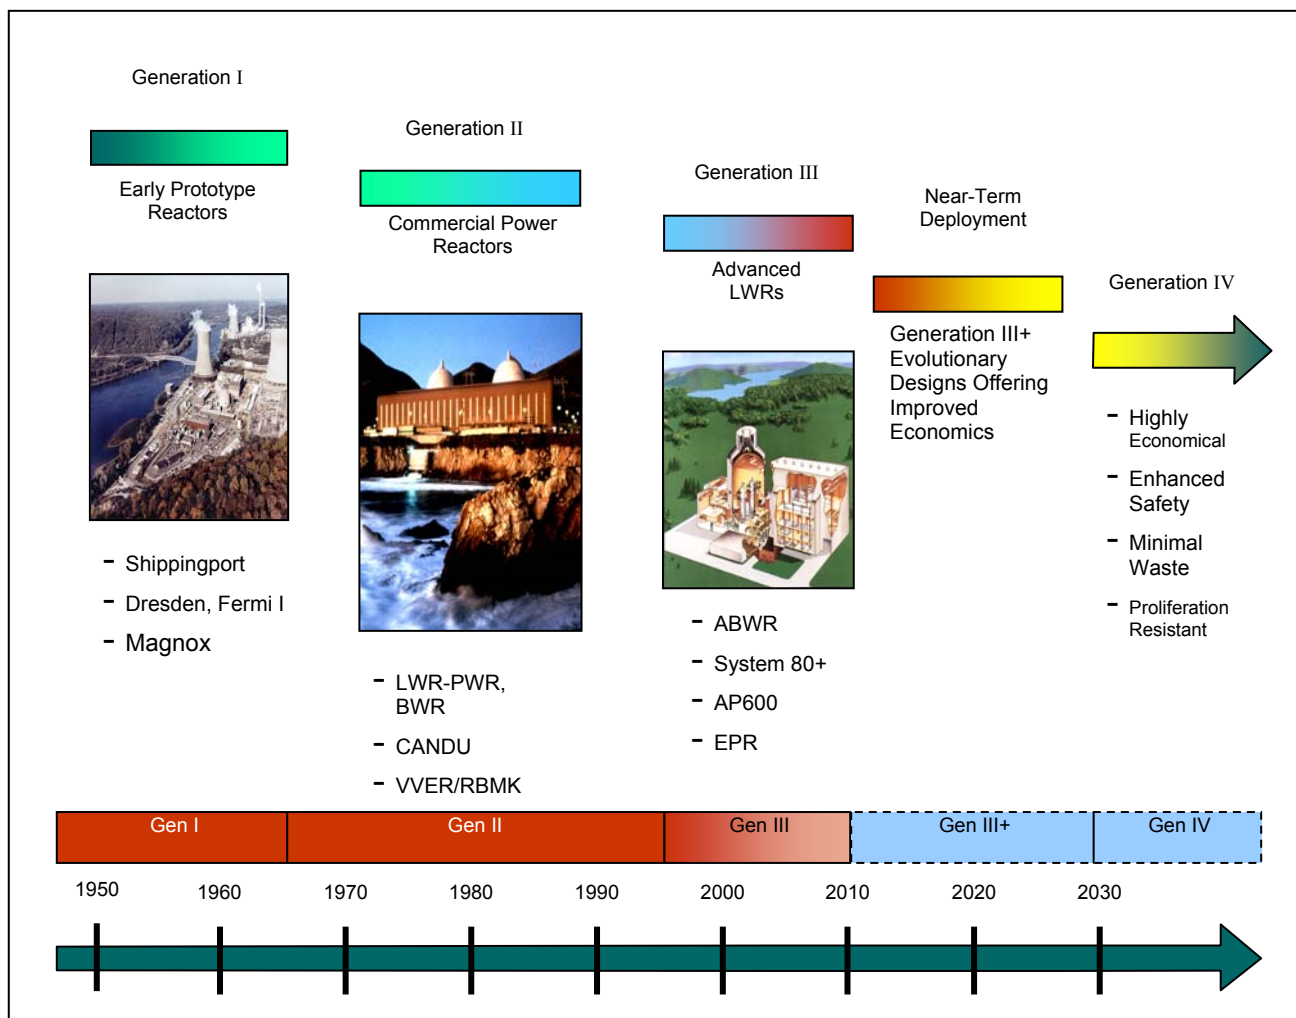 Generation I
Early Prototype
Reactors
- Shippingport
- Dresden, Fermi I
- Magnox
Generation II
Commercial Power
Reactors
- LWR-PWR,
BWR
- CANDU
- VVER/RBMK
Generation III
Advanced
LWRs
- ABWR
- System 80+
- AP600
- EPR
Near-Term
Deployment
Generation III+
Evolutionary
Designs Offering
Improved
Economics
Generation IV
- Highly
Economical
- Enhanced
Safety
- Minimal
Waste
- Proliferation
Resistant
Gen I
Gen II
Gen III
Gen III+
Gen IV
1950
1960
1970
1980
1990
2000
2010
2020
2030